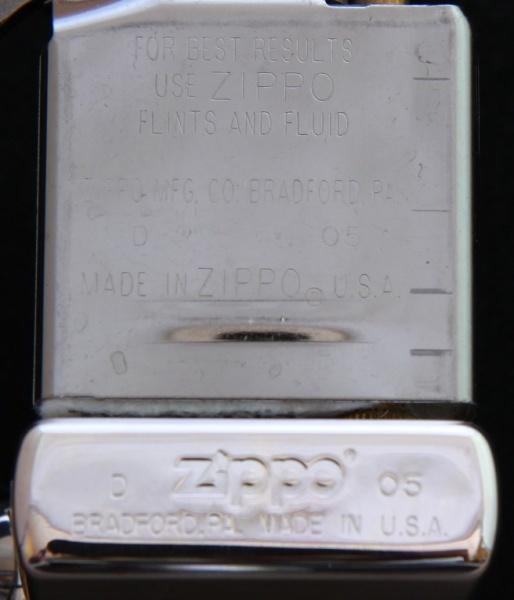 FOR BEST RESULTS
USE ZIPPO
FLINTS AND FLUID
ZIPPO MFG. CO. BRADFORD, PA.
D 05
MADE IN ZIPPO® U.S.A.
D zippo® 05
BRADFORD, PA. MADE IN U.S.A.